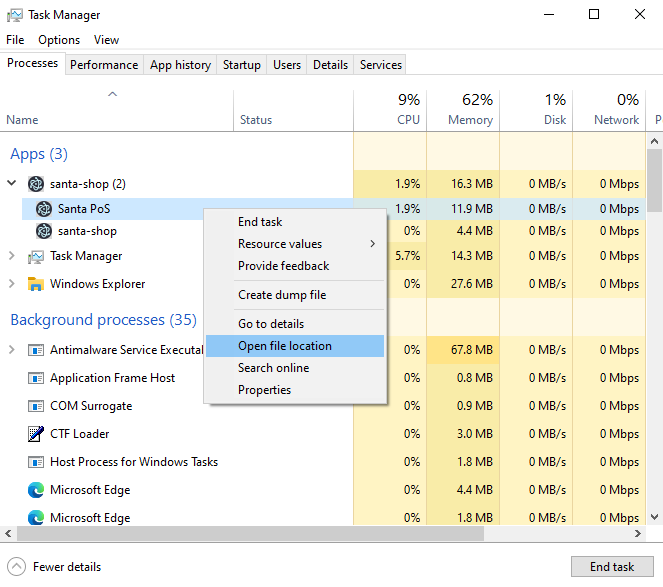 Task Manager
File Options View
Processes Performance App history Startup Users Details Services
9% 62% 1% 0%
Name Status CPU Memory Disk Network P
Apps (3)
santa-shop (2) 1.9% 16.3 MB 0 MB/s 0 Mbps
Santa PoS 1.9% 11.9 MB 0 MB/s 0 Mbps
santa-shop 0% 4.4 MB 0 MB/s 0 Mbps
Task Manager 5.7% 14.3 MB 0 MB/s 0 Mbps
Windows Explorer 0% 27.6 MB 0 MB/s 0 Mbps
Background processes (35)
Antimalware Service Executal 0% 67.8 MB 0 MB/s 0 Mbps
Application Frame Host 0% 0.8 MB 0 MB/s 0 Mbps
COM Surrogate 0% 0.9 MB 0 MB/s 0 Mbps
CTF Loader 0% 3.0 MB 0 MB/s 0 Mbps
Host Process for Windows Tasks 0% 1.8 MB 0 MB/s 0 Mbps
Microsoft Edge 0% 4.4 MB 0 MB/s 0 Mbps
Microsoft Edge 0% 1.8 MB 0 MB/s 0 Mbps
End task
Resource values
Provide feedback
Create dump file
Go to details
Open file location
Search online
Properties
Fewer details End task